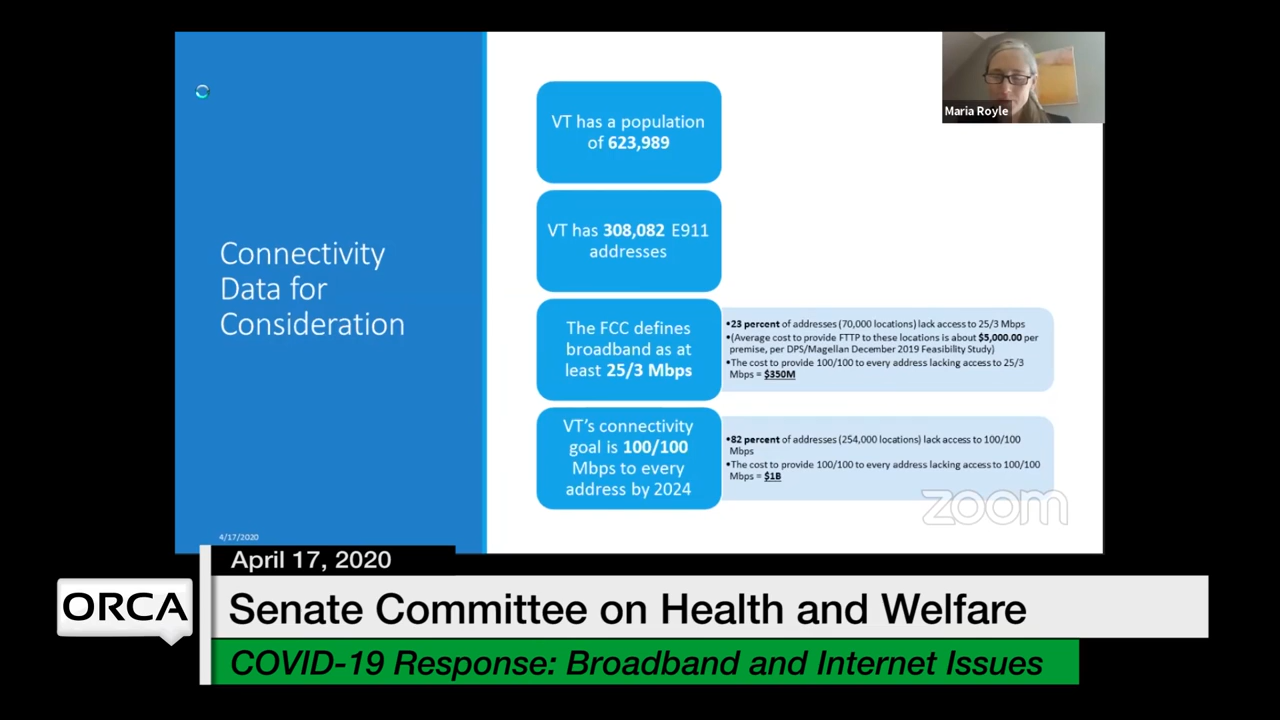 Maria Royle
Connectivity
Data for
Consideration
VT has a population
of 623,989
VT has 308,082 E911
addresses
The FCC defines
broadband as at
least 25/3 Mbps
•23 percent of addresses (70,000 locations) lack access to 25/3 Mbps
•(Average cost to provide FTTP to these locations is about $5,000.00 per
premise, per DPS/Magellan December 2019 Feasibility Study)
•The cost to provide 100/100 to every address lacking access to 25/3
Mbps = $350M
VT's connectivity
goal is 100/100
Mbps to every
address by 2024
•82 percent of addresses (254,000 locations) lack access to 100/100
Mbps
•The cost to provide 100/100 to every address lacking access to 100/100
Mbps = $1B
zoom
4/17/2020
April 17, 2020
ORCA
Senate Committee on Health and Welfare
COVID-19 Response: Broadband and Internet Issues